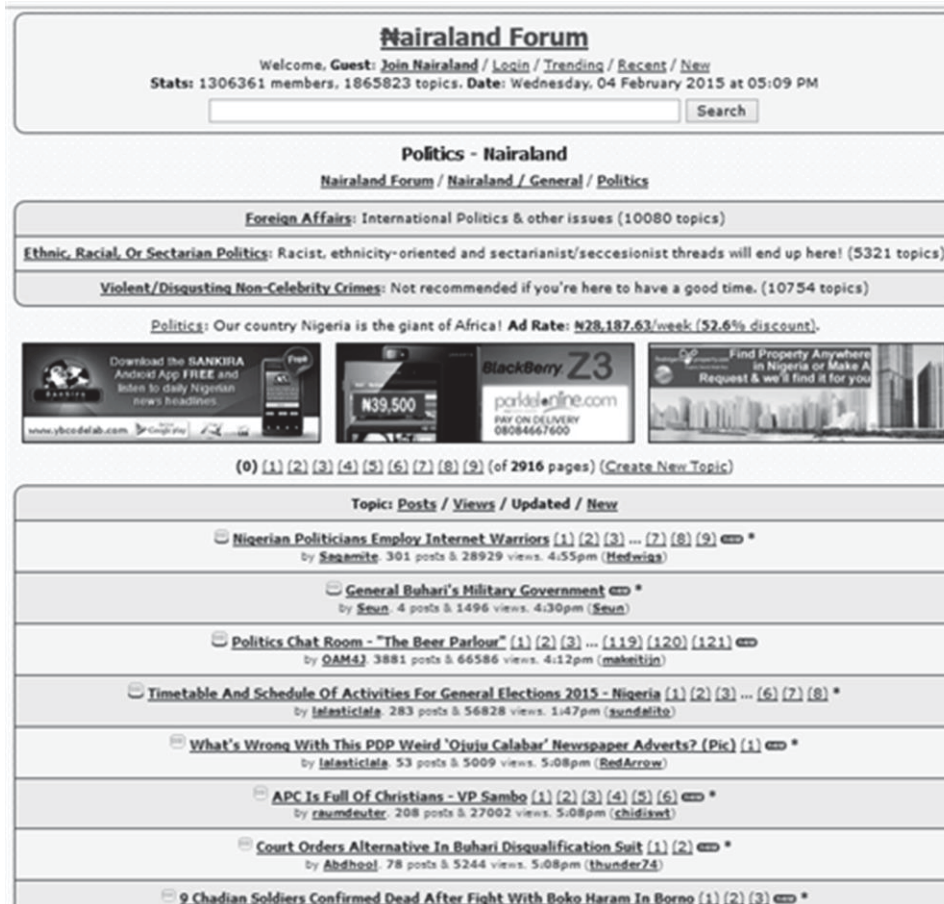 ₦airaland Forum
Welcome, Guest: Join Nairaland / Login / Trending / Recent / New
Stats: 1306361 members, 1865823 topics. Date: Wednesday, 04 February 2015 at 05:09 PM
Search
Politics - Nairaland
Nairaland Forum / Nairaland / General / Politics
Foreign Affairs: International Politics & other issues (10080 topics)
Ethnic, Racial, Or Sectarian Politics: Racist, ethnicity-oriented and sectarianist/seccesionist threads will end up here! (5321 topics)
Violent/Disgusting Non-Celebrity Crimes: Not recommended if you're here to have a good time. (10754 topics)
Politics: Our country Nigeria is the giant of Africa! Ad Rate: ₦28,187.63/week (52.6% discount).
Download the SANKIRA
Android App FREE and
listen to daily Nigerian
news headlines
Free
www.ybcodelab.com
Google play
₦39,500
BlackBerry Z3
parktelonline.com
PAY ON DELIVERY
08084667600
Find Property Anywhere
in Nigeria or Make A
Request & we'll find it for you
(0) (1) (2) (3) (4) (5) (6) (7) (8) (9) (of 2916 pages) (Create New Topic)
Topic: Posts / Views / Updated / New
Nigerian Politicians Employ Internet Warriors (1) (2) (3) ... (7) (8) (9) *
by Sagamite. 301 posts & 28929 views. 4:55pm (Hedwigs)
General Buhari's Military Government *
by Seun. 4 posts & 1496 views. 4:30pm (Seun)
Politics Chat Room - "The Beer Parlour" (1) (2) (3) ... (119) (120) (121)
by OAM4J. 3881 posts & 66586 views. 4:12pm (makeitijn)
Timetable And Schedule Of Activities For General Elections 2015 - Nigeria (1) (2) (3) ... (6) (7) (8) *
by lalasticlala. 283 posts & 56828 views. 1:47pm (sundalito)
What's Wrong With This PDP Weird 'Ojuju Calabar' Newspaper Adverts? (Pic) (1) *
by lalasticlala. 53 posts & 5009 views. 5:08pm (RedArrow)
APC Is Full Of Christians - VP Sambo (1) (2) (3) (4) (5) (6) *
by raumdeuter. 208 posts & 27002 views. 5:08pm (chidiswt)
Court Orders Alternative In Buhari Disqualification Suit (1) (2) *
by Abdhool. 78 posts & 5244 views. 5:08pm (thunder74)
9 Chadian Soldiers Confirmed Dead After Fight With Boko Haram In Borno (1) (2) (3) *